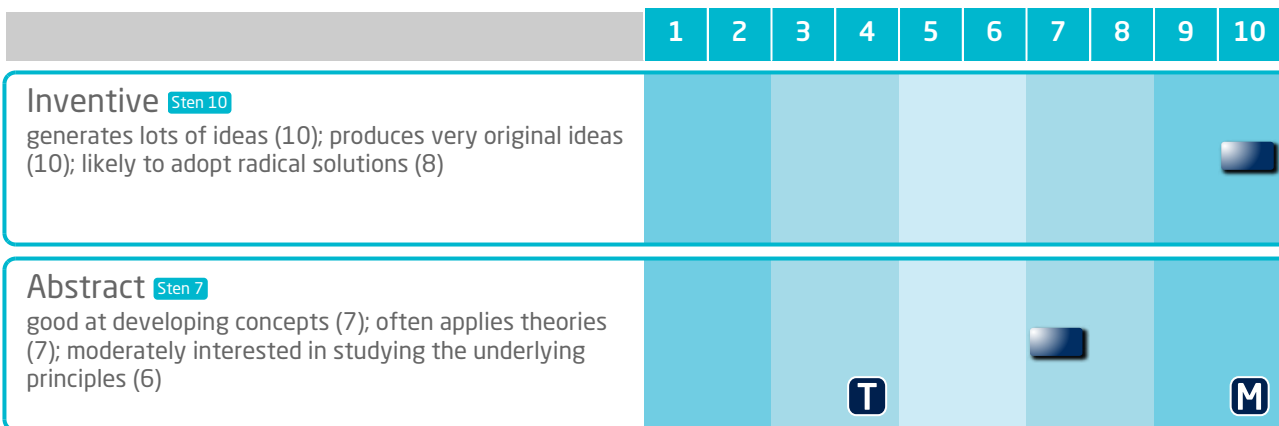 1 2 3 4 5 6 7 8 9 10
Inventive Sten 10
generates lots of ideas (10); produces very original ideas
(10); likely to adopt radical solutions (8)
Abstract Sten 7
good at developing concepts (7); often applies theories
(7); moderately interested in studying the underlying
principles (6)
T M